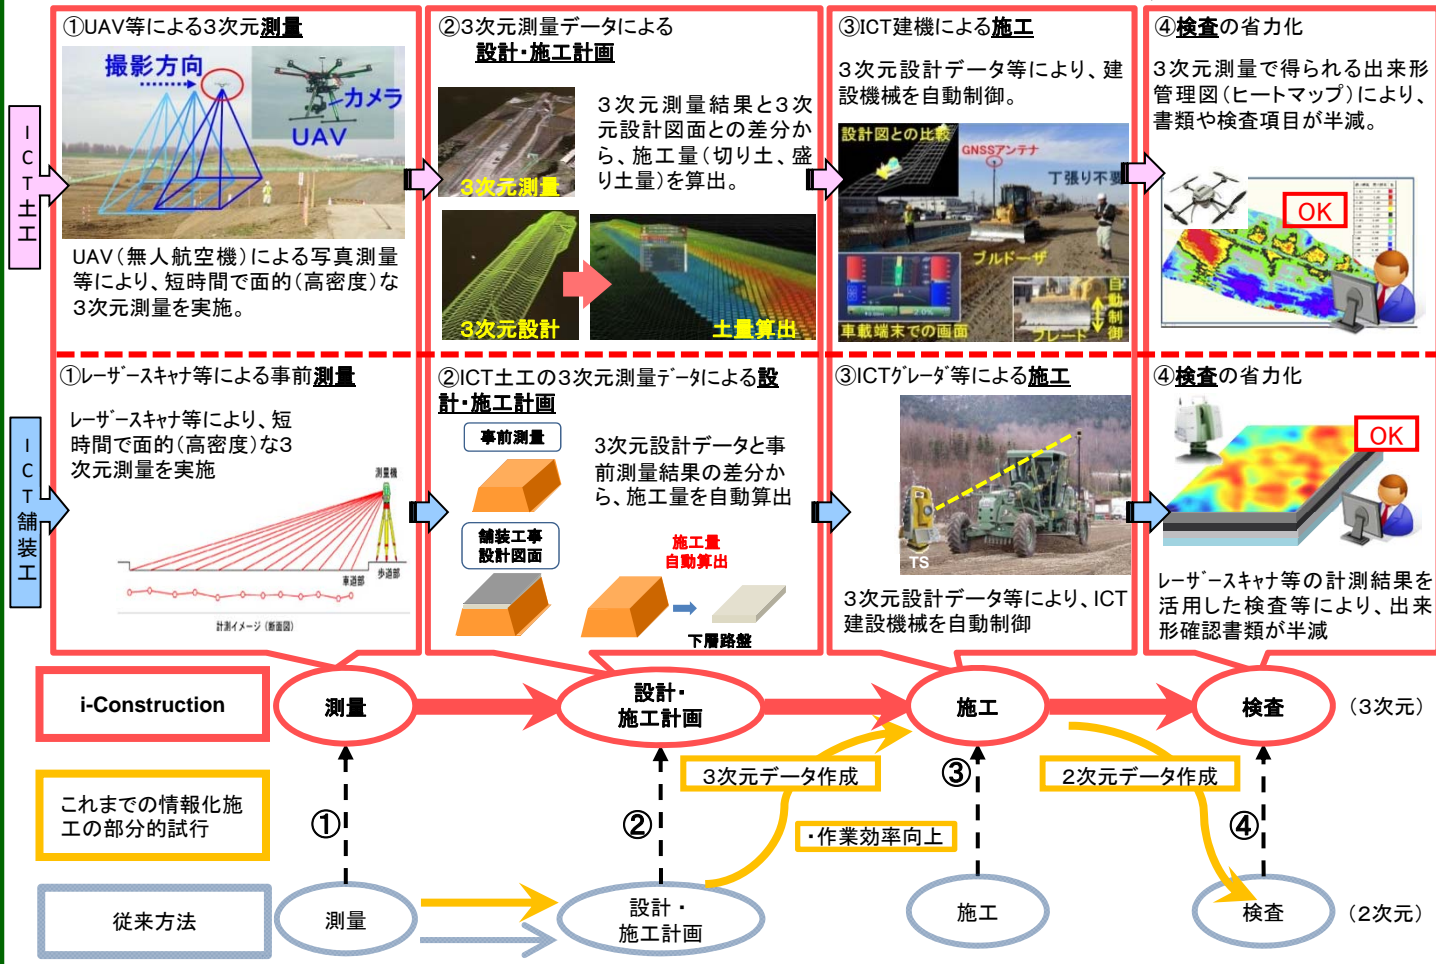 ①UAV等による3次元測量
撮影方向
カメラ
UAV
UAV(無人航空機)による写真測量
等により、短時間で面的(高密度)な
3次元測量を実施。
②3次元測量データによる
設計・施工計画
3次元測量
3次元測量結果と3次
元設計図面との差分か
ら、施工量(切り土、盛
り土量)を算出。
3次元設計
土量算出
③ICT建機による施工
3次元設計データ等により、建
設機械を自動制御。
設計図との比較
GNSSアンテナ
丁張り不要
ブルドーザ
車載端末での画面
ブレード
自動制御
④検査の省力化
3次元測量で得られる出来形
管理図(ヒートマップ)により、
書類や検査項目が半減。
OK
ICT土工
①レーザースキャナ等による事前測量
レーザースキャナ等により、短
時間で面的(高密度)な3
次元測量を実施
測量機
車道部
歩道部
計測イメージ(断面図)
②ICT土工の3次元測量データによる設
計・施工計画
事前測量
3次元設計データと事
前測量結果の差分か
ら、施工量を自動算出
舗装工事
設計図面
施工量
自動算出
下層路盤
③ICTグレーダ等による施工
TS
3次元設計データ等により、ICT
建設機械を自動制御
④検査の省力化
OK
レーザースキャナ等の計測結果を
活用した検査等により、出来
形確認書類が半減
ICT舗装工
i-Construction
測量
設計・
施工計画
施工
検査
(3次元)
これまでの情報化施
工の部分的試行
①
②
3次元データ作成
・作業効率向上
③
2次元データ作成
④
従来方法
測量
設計・
施工計画
施工
検査
(2次元)